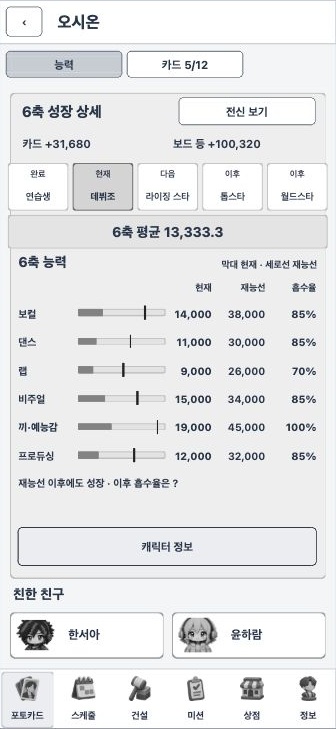 ‹ 오시온
능력 카드 5/12
6축 성장 상세 전신 보기
카드 +31,680 보드 등 +100,320
완료 현재 다음 이후 이후
연습생 데뷔조 라이징 스타 톱스타 월드스타
6축 평균 13,333.3
6축 능력 막대 현재 · 세로선 재능선
현재 재능선 흡수율
보컬 14,000 38,000 85%
댄스 11,000 30,000 85%
랩 9,000 26,000 70%
비주얼 15,000 34,000 85%
끼·예능감 19,000 45,000 100%
프로듀싱 12,000 32,000 85%
재능선 이후에도 성장 · 이후 흡수율은 ?
캐릭터 정보
친한 친구
한서아 윤하람
포토카드 스케줄 건설 미션 상점 정보